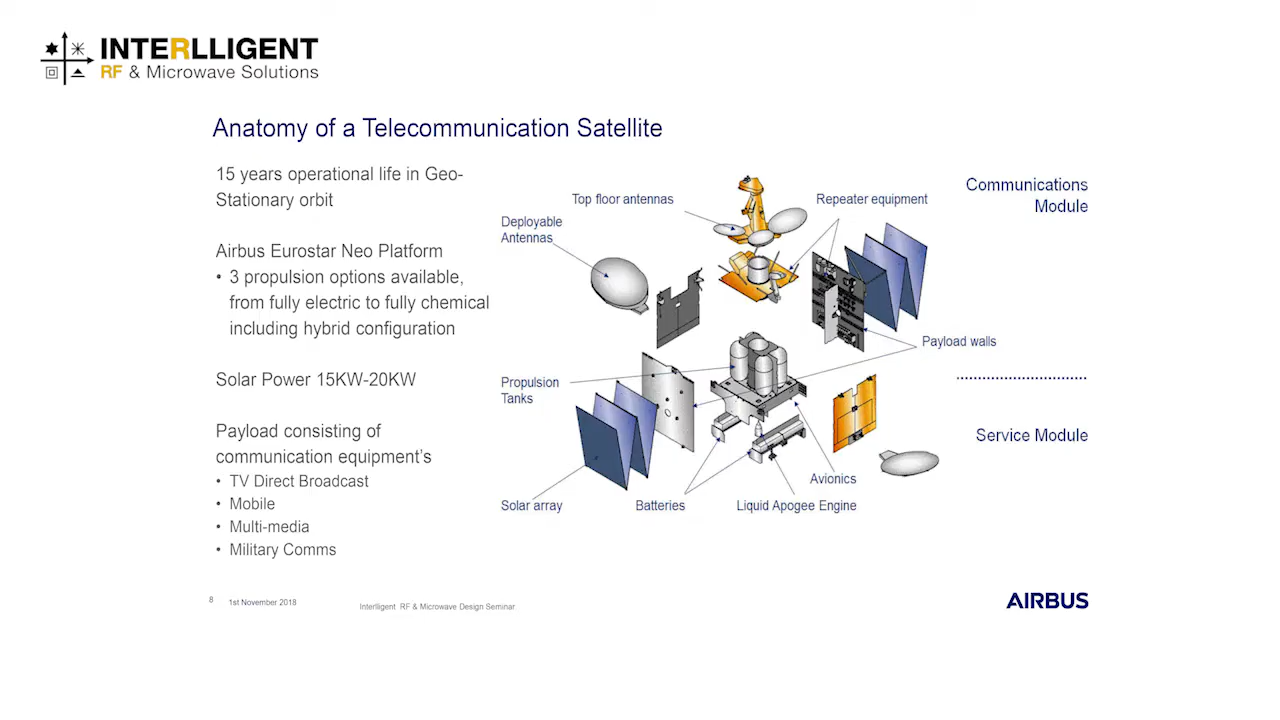 INTERLLIGENT
RF & Microwave Solutions
Anatomy of a Telecommunication Satellite
15 years operational life in Geo-
Stationary orbit
Airbus Eurostar Neo Platform
• 3 propulsion options available,
from fully electric to fully chemical
including hybrid configuration
Solar Power 15KW-20KW
Payload consisting of
communication equipment's
• TV Direct Broadcast
• Mobile
• Multi-media
• Military Comms
Top floor antennas
Repeater equipment
Deployable
Antennas
Payload walls
Propulsion
Tanks
Avionics
Solar array
Batteries
Liquid Apogee Engine
Communications
Module
Service Module
8
1st November 2018
Interlligent RF & Microwave Design Seminar
AIRBUS